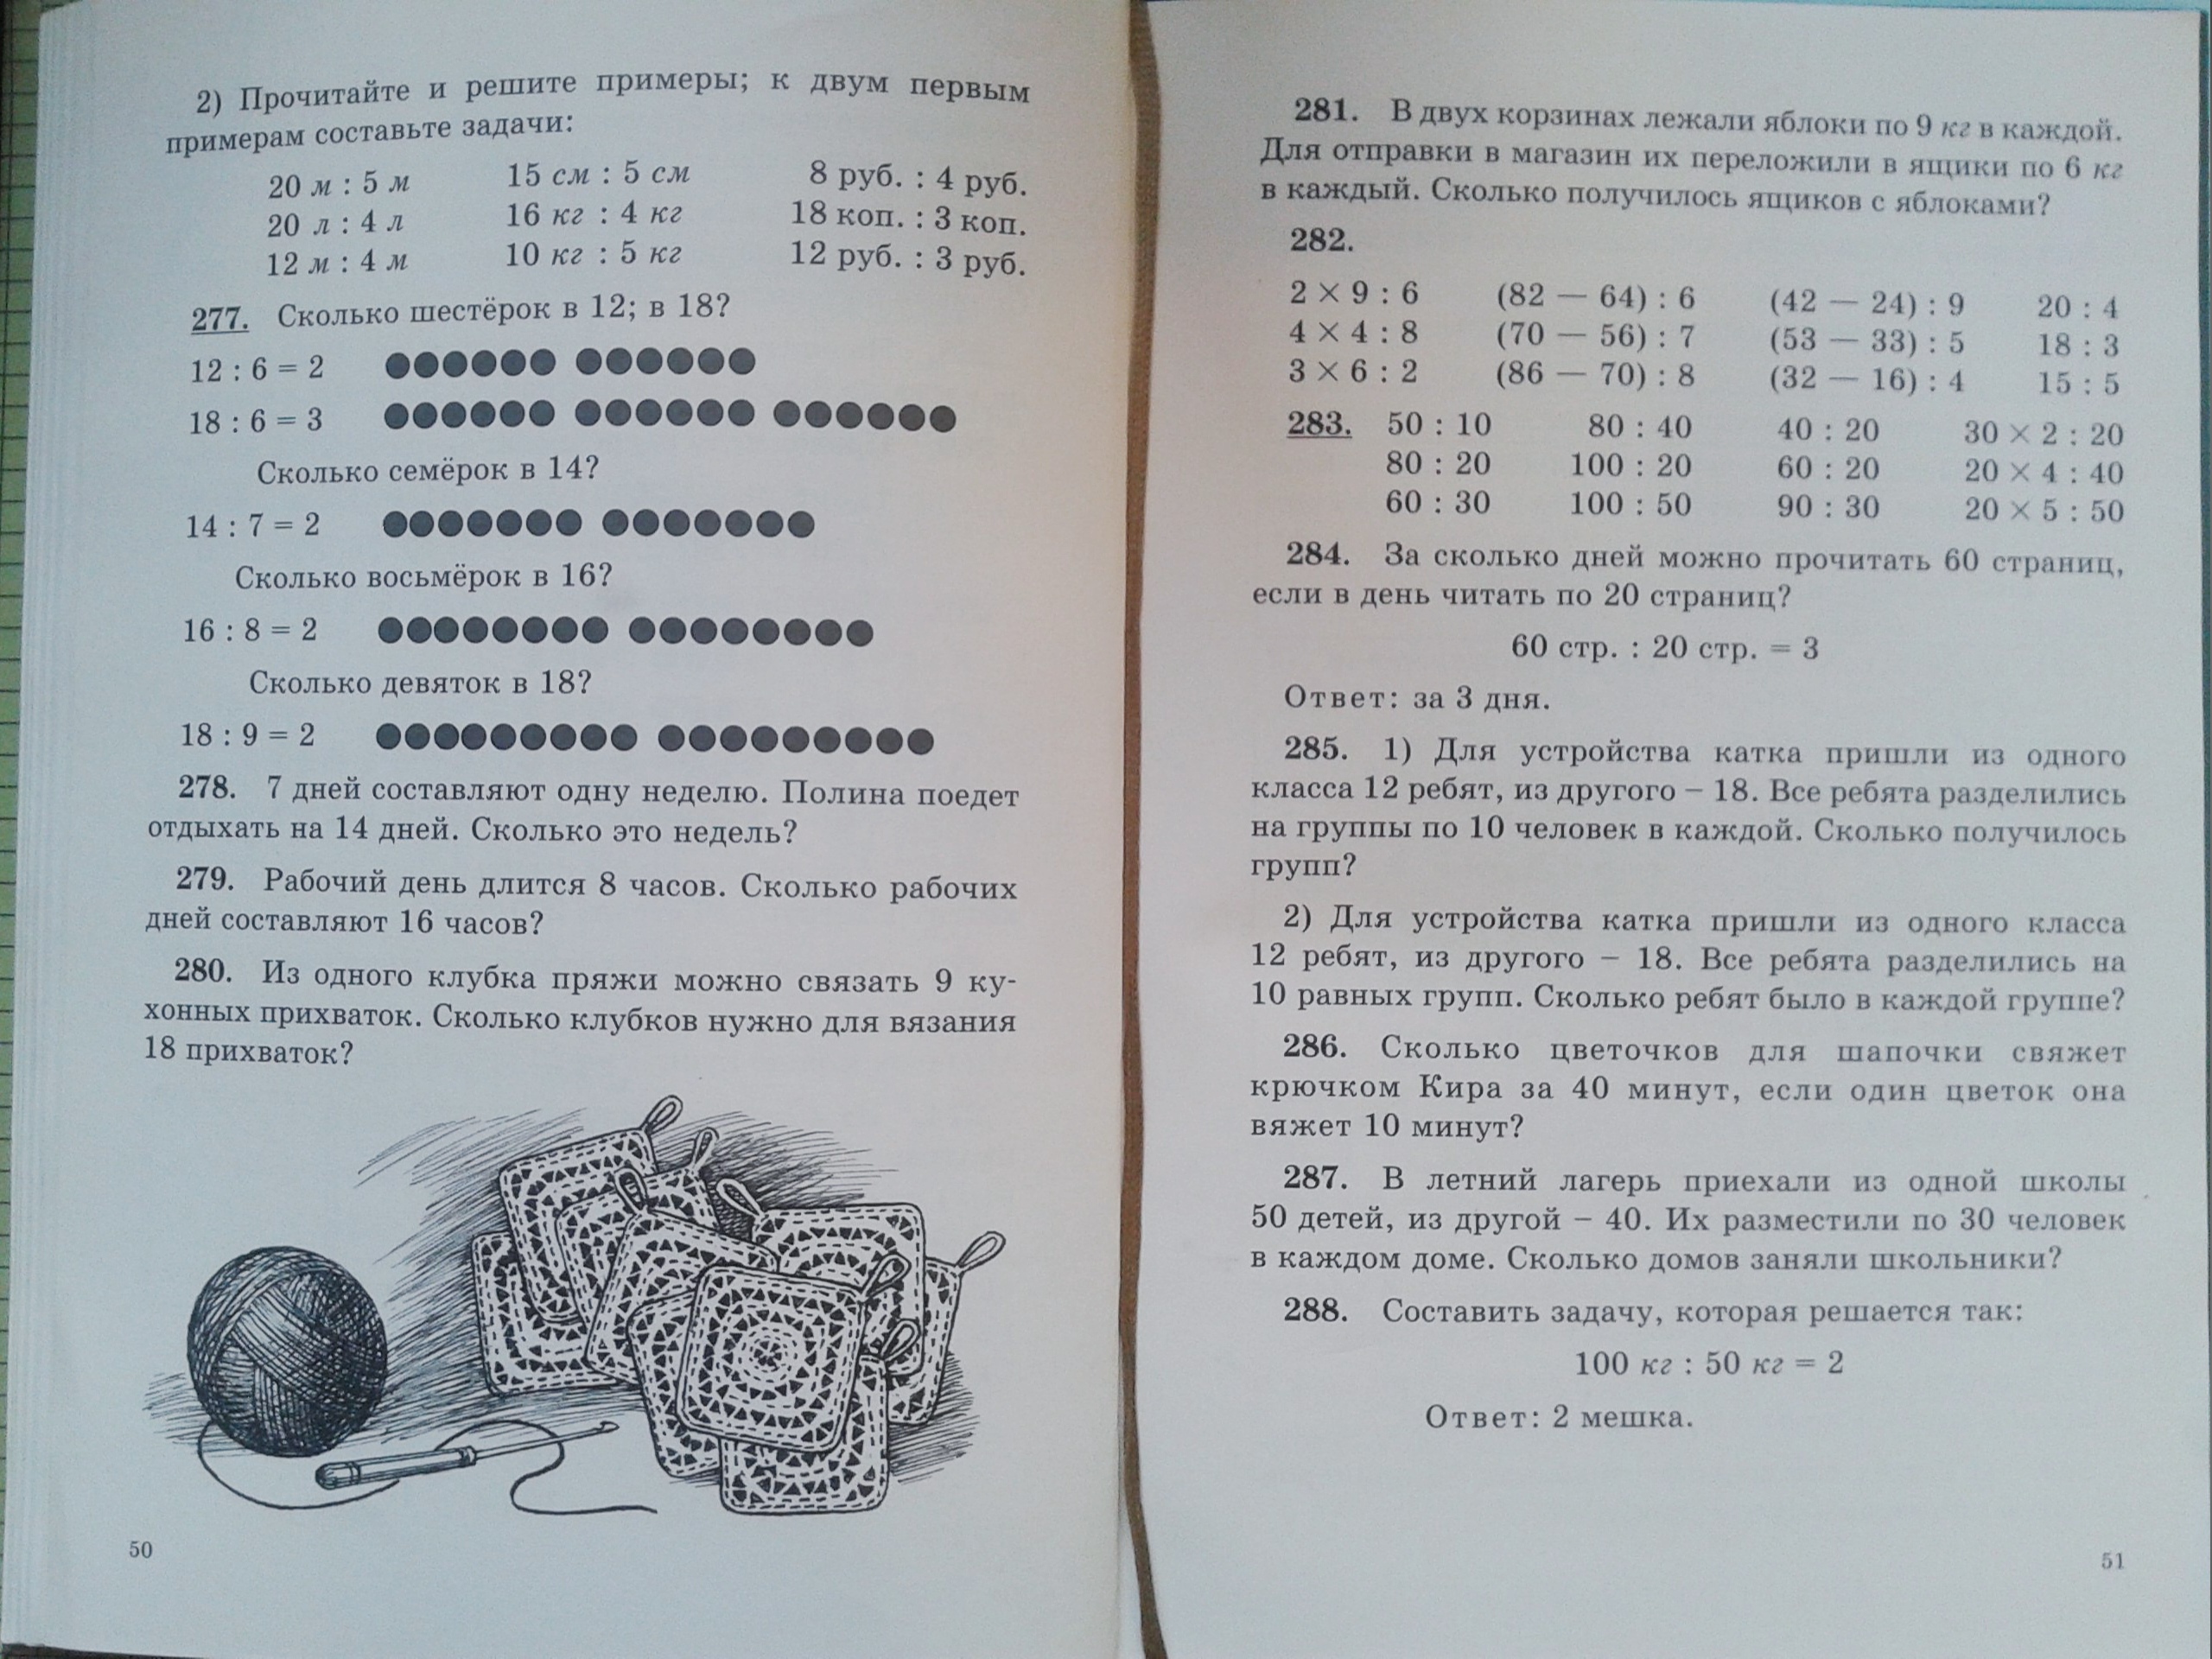 2) Прочитайте и решите примеры; к двум первым
примерам составьте задачи:
20 м : 5 м 15 см : 5 см 8 руб. : 4 руб.
20 л : 4 л 16 кг : 4 кг 18 коп. : 3 коп.
12 м : 4 м 10 кг : 5 кг 12 руб. : 3 руб.
277. Сколько шестёрок в 12; в 18?
12 : 6 = 2
18 : 6 = 3
Сколько семёрок в 14?
14 : 7 = 2
Сколько восьмёрок в 16?
16 : 8 = 2
Сколько девяток в 18?
18 : 9 = 2
278. 7 дней составляют одну неделю. Полина поедет
отдыхать на 14 дней. Сколько это недель?
279. Рабочий день длится 8 часов. Сколько рабочих
дней составляют 16 часов?
280. Из одного клубка пряжи можно связать 9 ку-
хонных прихваток. Сколько клубков нужно для вязания
18 прихваток?
50
281. В двух корзинах лежали яблоки по 9 кг в каждой.
Для отправки в магазин их переложили в ящики по 6 кг
в каждый. Сколько получилось ящиков с яблоками?
282.
2 × 9 : 6 (82 — 64) : 6 (42 — 24) : 9 20 : 4
4 × 4 : 8 (70 — 56) : 7 (53 — 33) : 5 18 : 3
3 × 6 : 2 (86 — 70) : 8 (32 — 16) : 4 15 : 5
283. 50 : 10 80 : 40 40 : 20 30 × 2 : 20
80 : 20 100 : 20 60 : 20 20 × 4 : 40
60 : 30 100 : 50 90 : 30 20 × 5 : 50
284. За сколько дней можно прочитать 60 страниц,
если в день читать по 20 страниц?
60 стр. : 20 стр. = 3
Ответ: за 3 дня.
285. 1) Для устройства катка пришли из одного
класса 12 ребят, из другого – 18. Все ребята разделились
на группы по 10 человек в каждой. Сколько получилось
групп?
2) Для устройства катка пришли из одного класса
12 ребят, из другого – 18. Все ребята разделились на
10 равных групп. Сколько ребят было в каждой группе?
286. Сколько цветочков для шапочки свяжет
крючком Кира за 40 минут, если один цветок она
вяжет 10 минут?
287. В летний лагерь приехали из одной школы
50 детей, из другой – 40. Их разместили по 30 человек
в каждом доме. Сколько домов заняли школьники?
288. Составить задачу, которая решается так:
100 кг : 50 кг = 2
Ответ: 2 мешка.
51